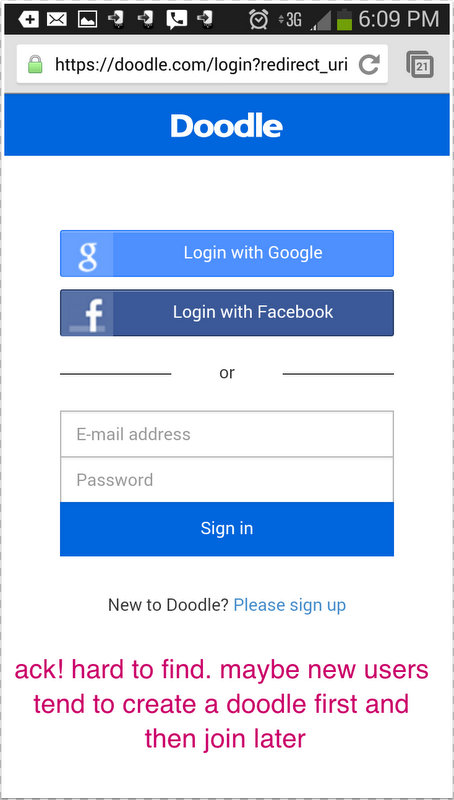 3G 6:09 PM
https://doodle.com/login?redirect_uri 21
Doodle
g Login with Google
f Login with Facebook
or
E-mail address
Password
Sign in
New to Doodle? Please sign up
ack! hard to find. maybe new users
tend to create a doodle first and
then join later